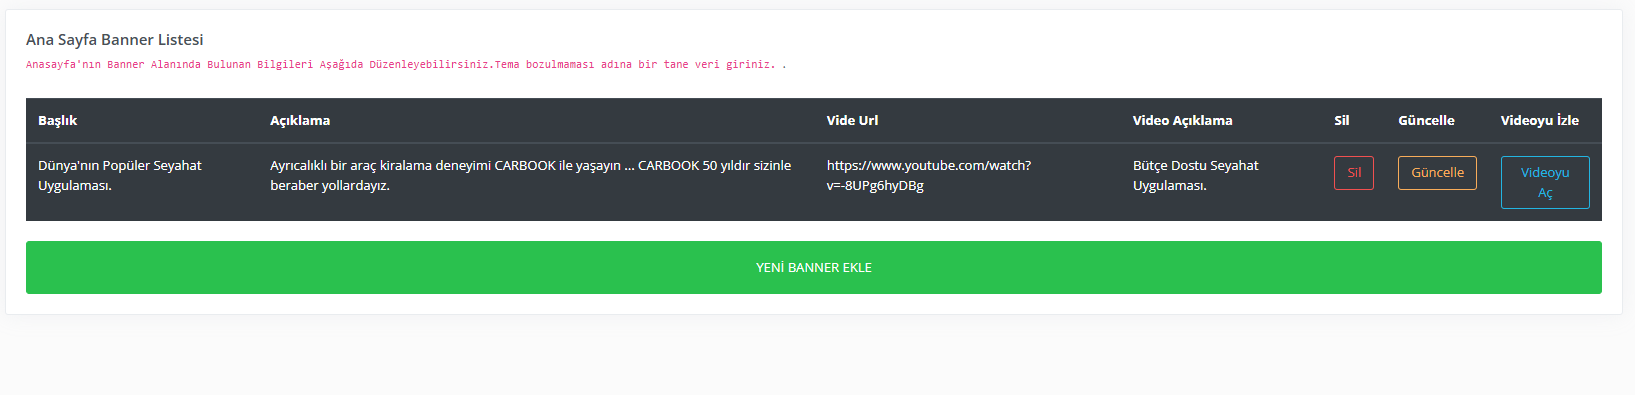 Ana Sayfa Banner Listesi
Anasayfa'nın Banner Alanında Bulunan Bilgileri Aşağıda Düzenleyebilirsiniz.Tema bozulmaması adına bir tane veri giriniz. .
Başlık Açıklama Vide Url Video Açıklama Sil Güncelle Videoyu İzle
Dünya'nın Popüler Seyahat
Uygulaması.
Ayrıcalıklı bir araç kiralama deneyimi CARBOOK ile yaşayın ... CARBOOK 50 yıldır sizinle
beraber yollardayız.
https://www.youtube.com/watch?
v=-8UPg6hyDBg
Bütçe Dostu Seyahat
Uygulaması.
Sil
Güncelle
Videoyu
Aç
YENİ BANNER EKLE